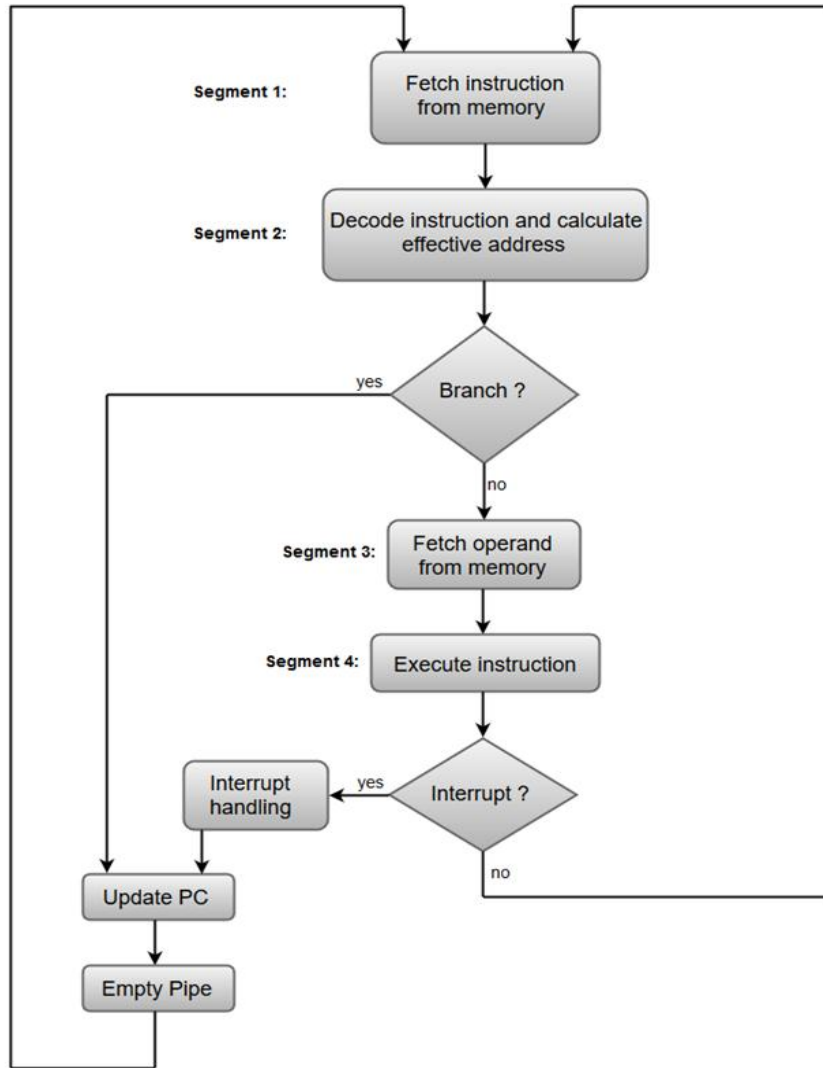 Segment 1:
Fetch instruction
from memory
Segment 2:
Decode instruction and calculate
effective address
yes
Branch ?
no
Segment 3:
Fetch operand
from memory
Segment 4:
Execute instruction
Interrupt
handling
yes
Interrupt ?
no
Update PC
Empty Pipe